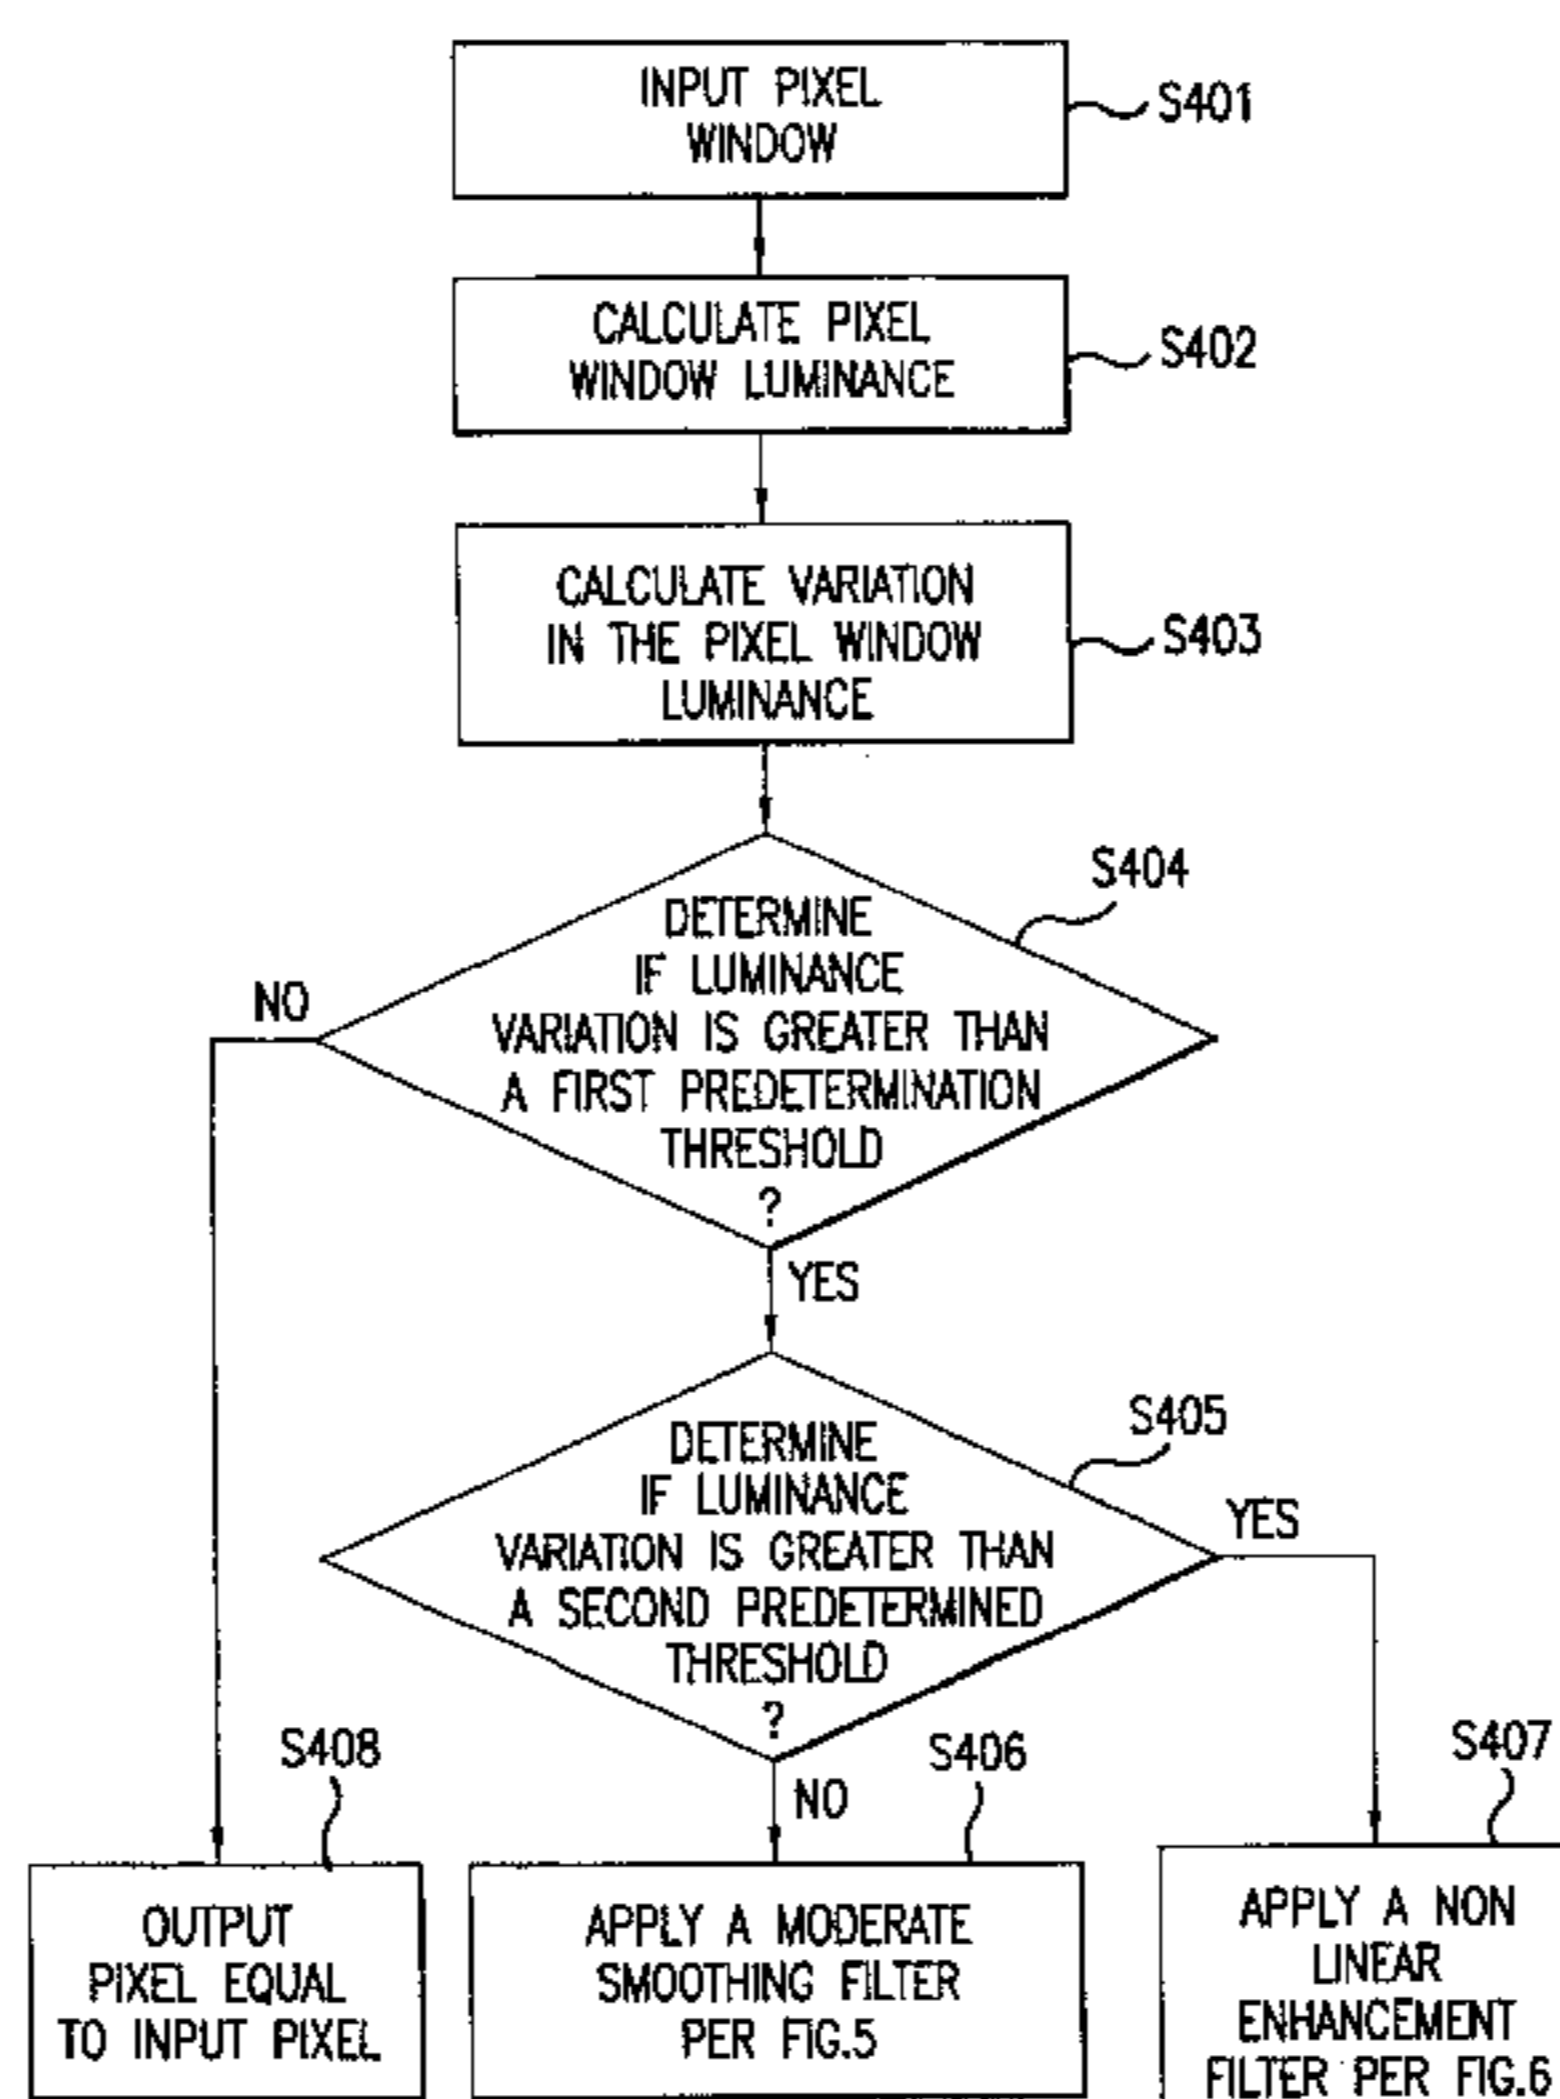 INPUT PIXEL
WINDOW
S401
CALCULATE PIXEL
WINDOW LUMINANCE
S402
CALCULATE VARIATION
IN THE PIXEL WINDOW
LUMINANCE
S403
S404
DETERMINE
IF LUMINANCE
VARIATION IS GREATER THAN
A FIRST PREDETERMINATION
THRESHOLD
?
NO
YES
S405
DETERMINE
IF LUMINANCE
VARIATION IS GREATER THAN
A SECOND PREDETERMINED
THRESHOLD
?
YES
NO
S408
OUTPUT
PIXEL EQUAL
TO INPUT PIXEL
S406
APPLY A MODERATE
SMOOTHING FILTER
PER FIG.5
S407
APPLY A NON
LINEAR
ENHANCEMENT
FILTER PER FIG.6